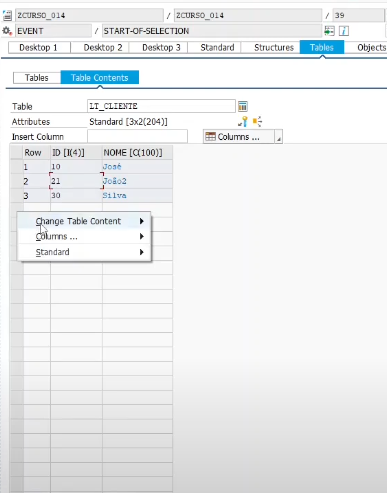 ZCURSO_014 / ZCURSO_014 / 39
EVENT / START-OF-SELECTION
Desktop 1 Desktop 2 Desktop 3 Standard Structures Tables Objects
Tables Table Contents
Table LT_CLIENTE
Attributes Standard [3x2(204)]
Insert Column Columns ...
Row ID [I(4)] NOME [C(100)]
1 10 José
2 21 João2
3 30 Silva
Change Table Content
Columns ...
Standard